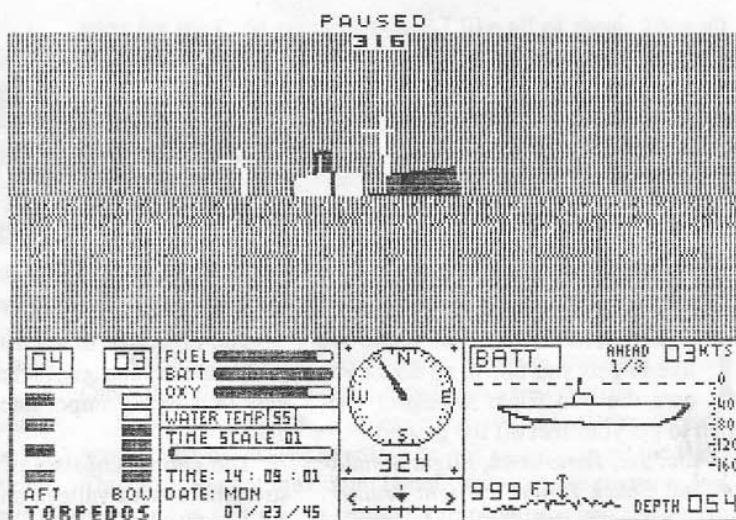 PAUSED
316
04 03
AFT BOW
TORPEDOS
FUEL
BATT
OXY
WATER TEMP 55
TIME SCALE 01
TIME: 14:09:01
DATE: MON
07/23/45
N
W E
S
324
BATT AHEAD 03 KTS
1/3
0
40
80
120
160
999 FT
DEPTH 054